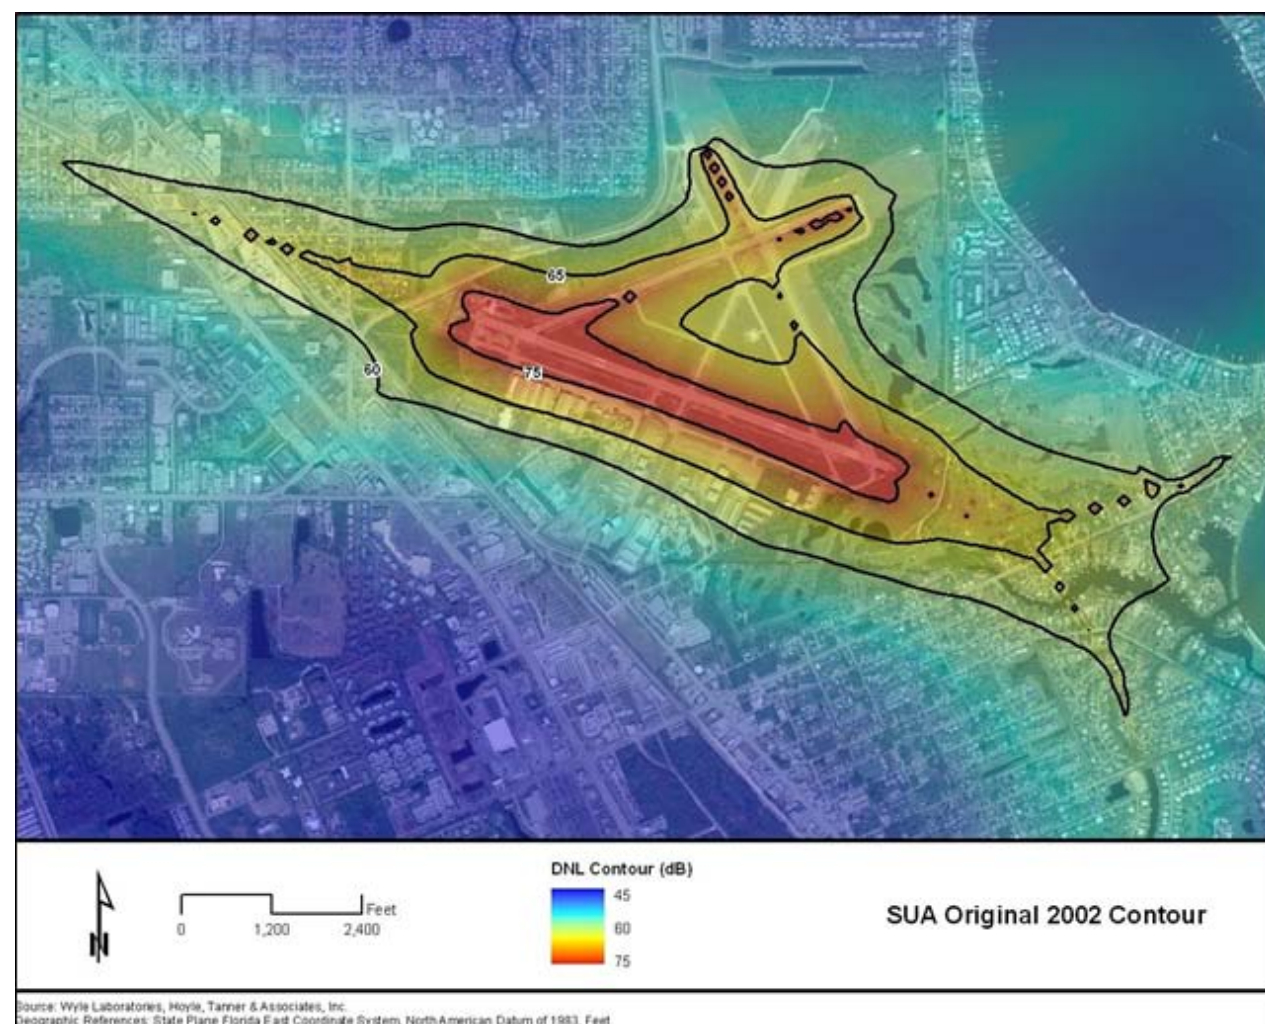 65
60
75
DNL Contour (dB)
45
60
75
Feet
0 1,200 2,400
N
SUA Original 2002 Contour
Source: Wyle Laboratories, Hoyle, Tanner & Associates, Inc.
Geographic References: State Plane Florida East Coordinate System, North American Datum of 1983, Feet